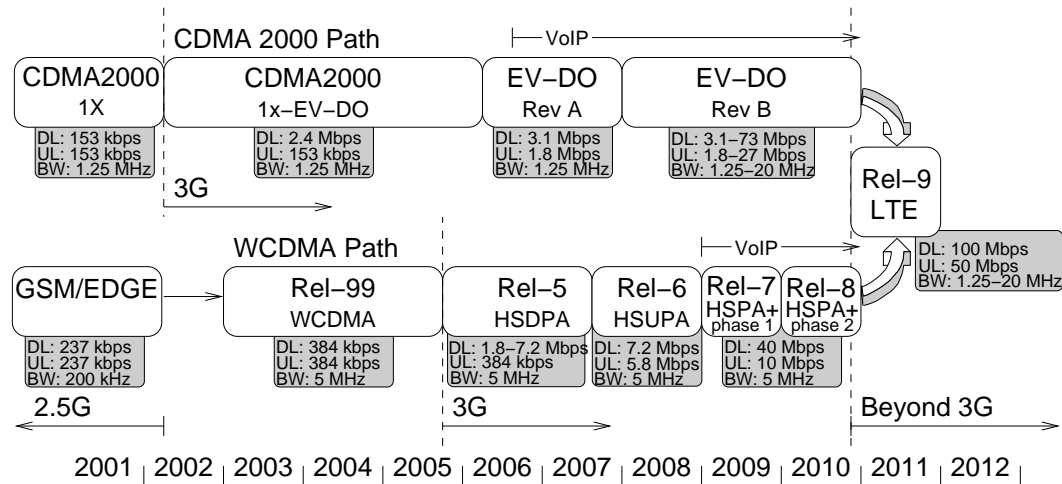 CDMA 2000 Path
VoIP
CDMA2000
1X
CDMA2000
1x−EV−DO
EV−DO
Rev A
EV−DO
Rev B
DL: 153 kbps
UL: 153 kbps
BW: 1.25 MHz
DL: 2.4 Mbps
UL: 153 kbps
BW: 1.25 MHz
DL: 3.1 Mbps
UL: 1.8 Mbps
BW: 1.25 MHz
DL: 3.1−73 Mbps
UL: 1.8−27 Mbps
BW: 1.25−20 MHz
3G
Rel−9
LTE
DL: 100 Mbps
UL: 50 Mbps
BW: 1.25−20 MHz
WCDMA Path
VoIP
GSM/EDGE
Rel−99
WCDMA
Rel−5
HSDPA
Rel−6
HSUPA
Rel−7
HSPA+
phase 1
Rel−8
HSPA+
phase 2
DL: 237 kbps
UL: 237 kbps
BW: 200 kHz
DL: 384 kbps
UL: 384 kbps
BW: 5 MHz
DL: 1.8−7.2 Mbps
UL: 384 kbps
BW: 5 MHz
DL: 7.2 Mbps
UL: 5.8 Mbps
BW: 5 MHz
DL: 40 Mbps
UL: 10 Mbps
BW: 5 MHz
2.5G
3G
Beyond 3G
2001 2002 2003 2004 2005 2006 2007 2008 2009 2010 2011 2012